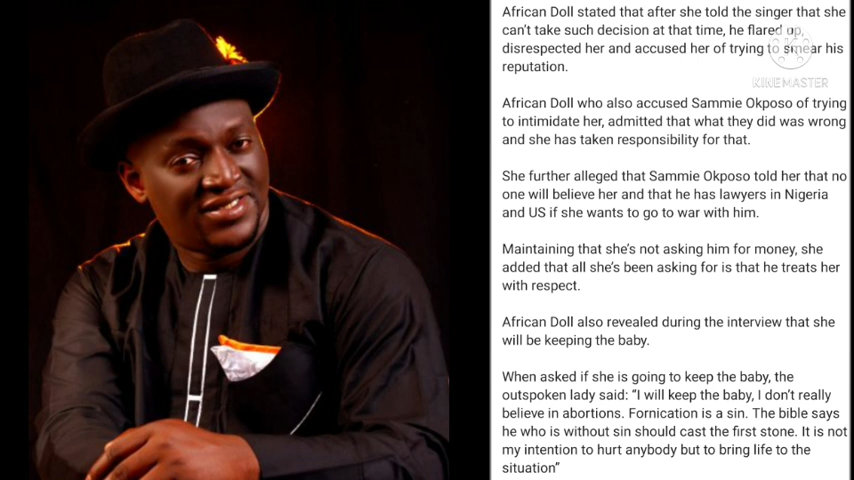 African Doll stated that after she told the singer that she
can't take such decision at that time, he flared up,
disrespected her and accused her of trying to smear his
reputation.
KINEMASTER
African Doll who also accused Sammie Okposo of trying
to intimidate her, admitted that what they did was wrong
and she has taken responsibility for that.
She further alleged that Sammie Okposo told her that no
one will believe her and that he has lawyers in Nigeria
and US if she wants to go to war with him.
Maintaining that she's not asking him for money, she
added that all she's been asking for is that he treats her
with respect.
African Doll also revealed during the interview that she
will be keeping the baby.
When asked if she is going to keep the baby, the
outspoken lady said: “I will keep the baby, I don't really
believe in abortions. Fornication is a sin. The bible says
he who is without sin should cast the first stone. It is not
my intention to hurt anybody but to bring life to the
situation”